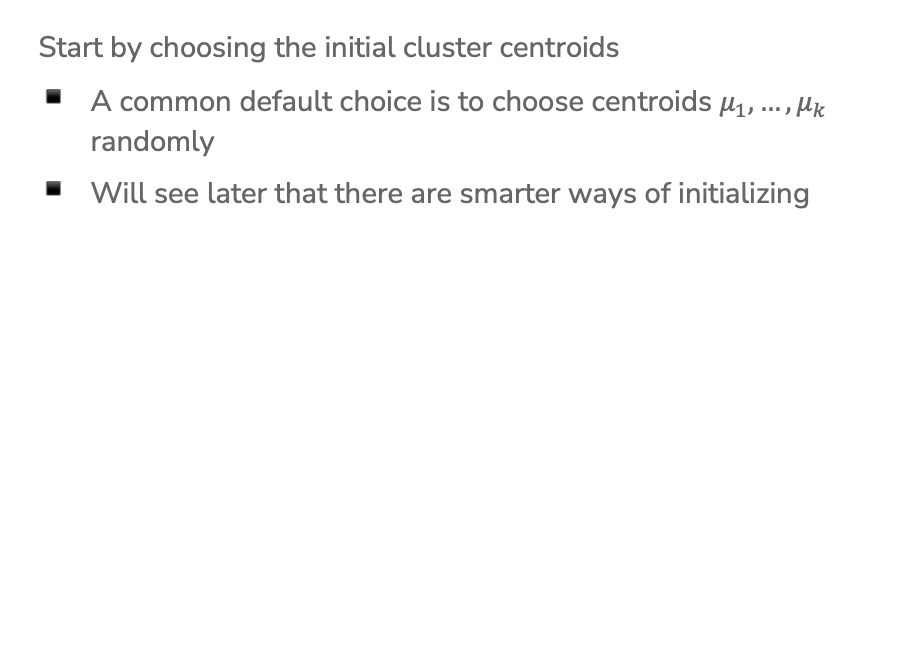 Start by choosing the initial cluster centroids
▪ A common default choice is to choose centroids μ₁, … , μₖ
randomly
▪ Will see later that there are smarter ways of initializing